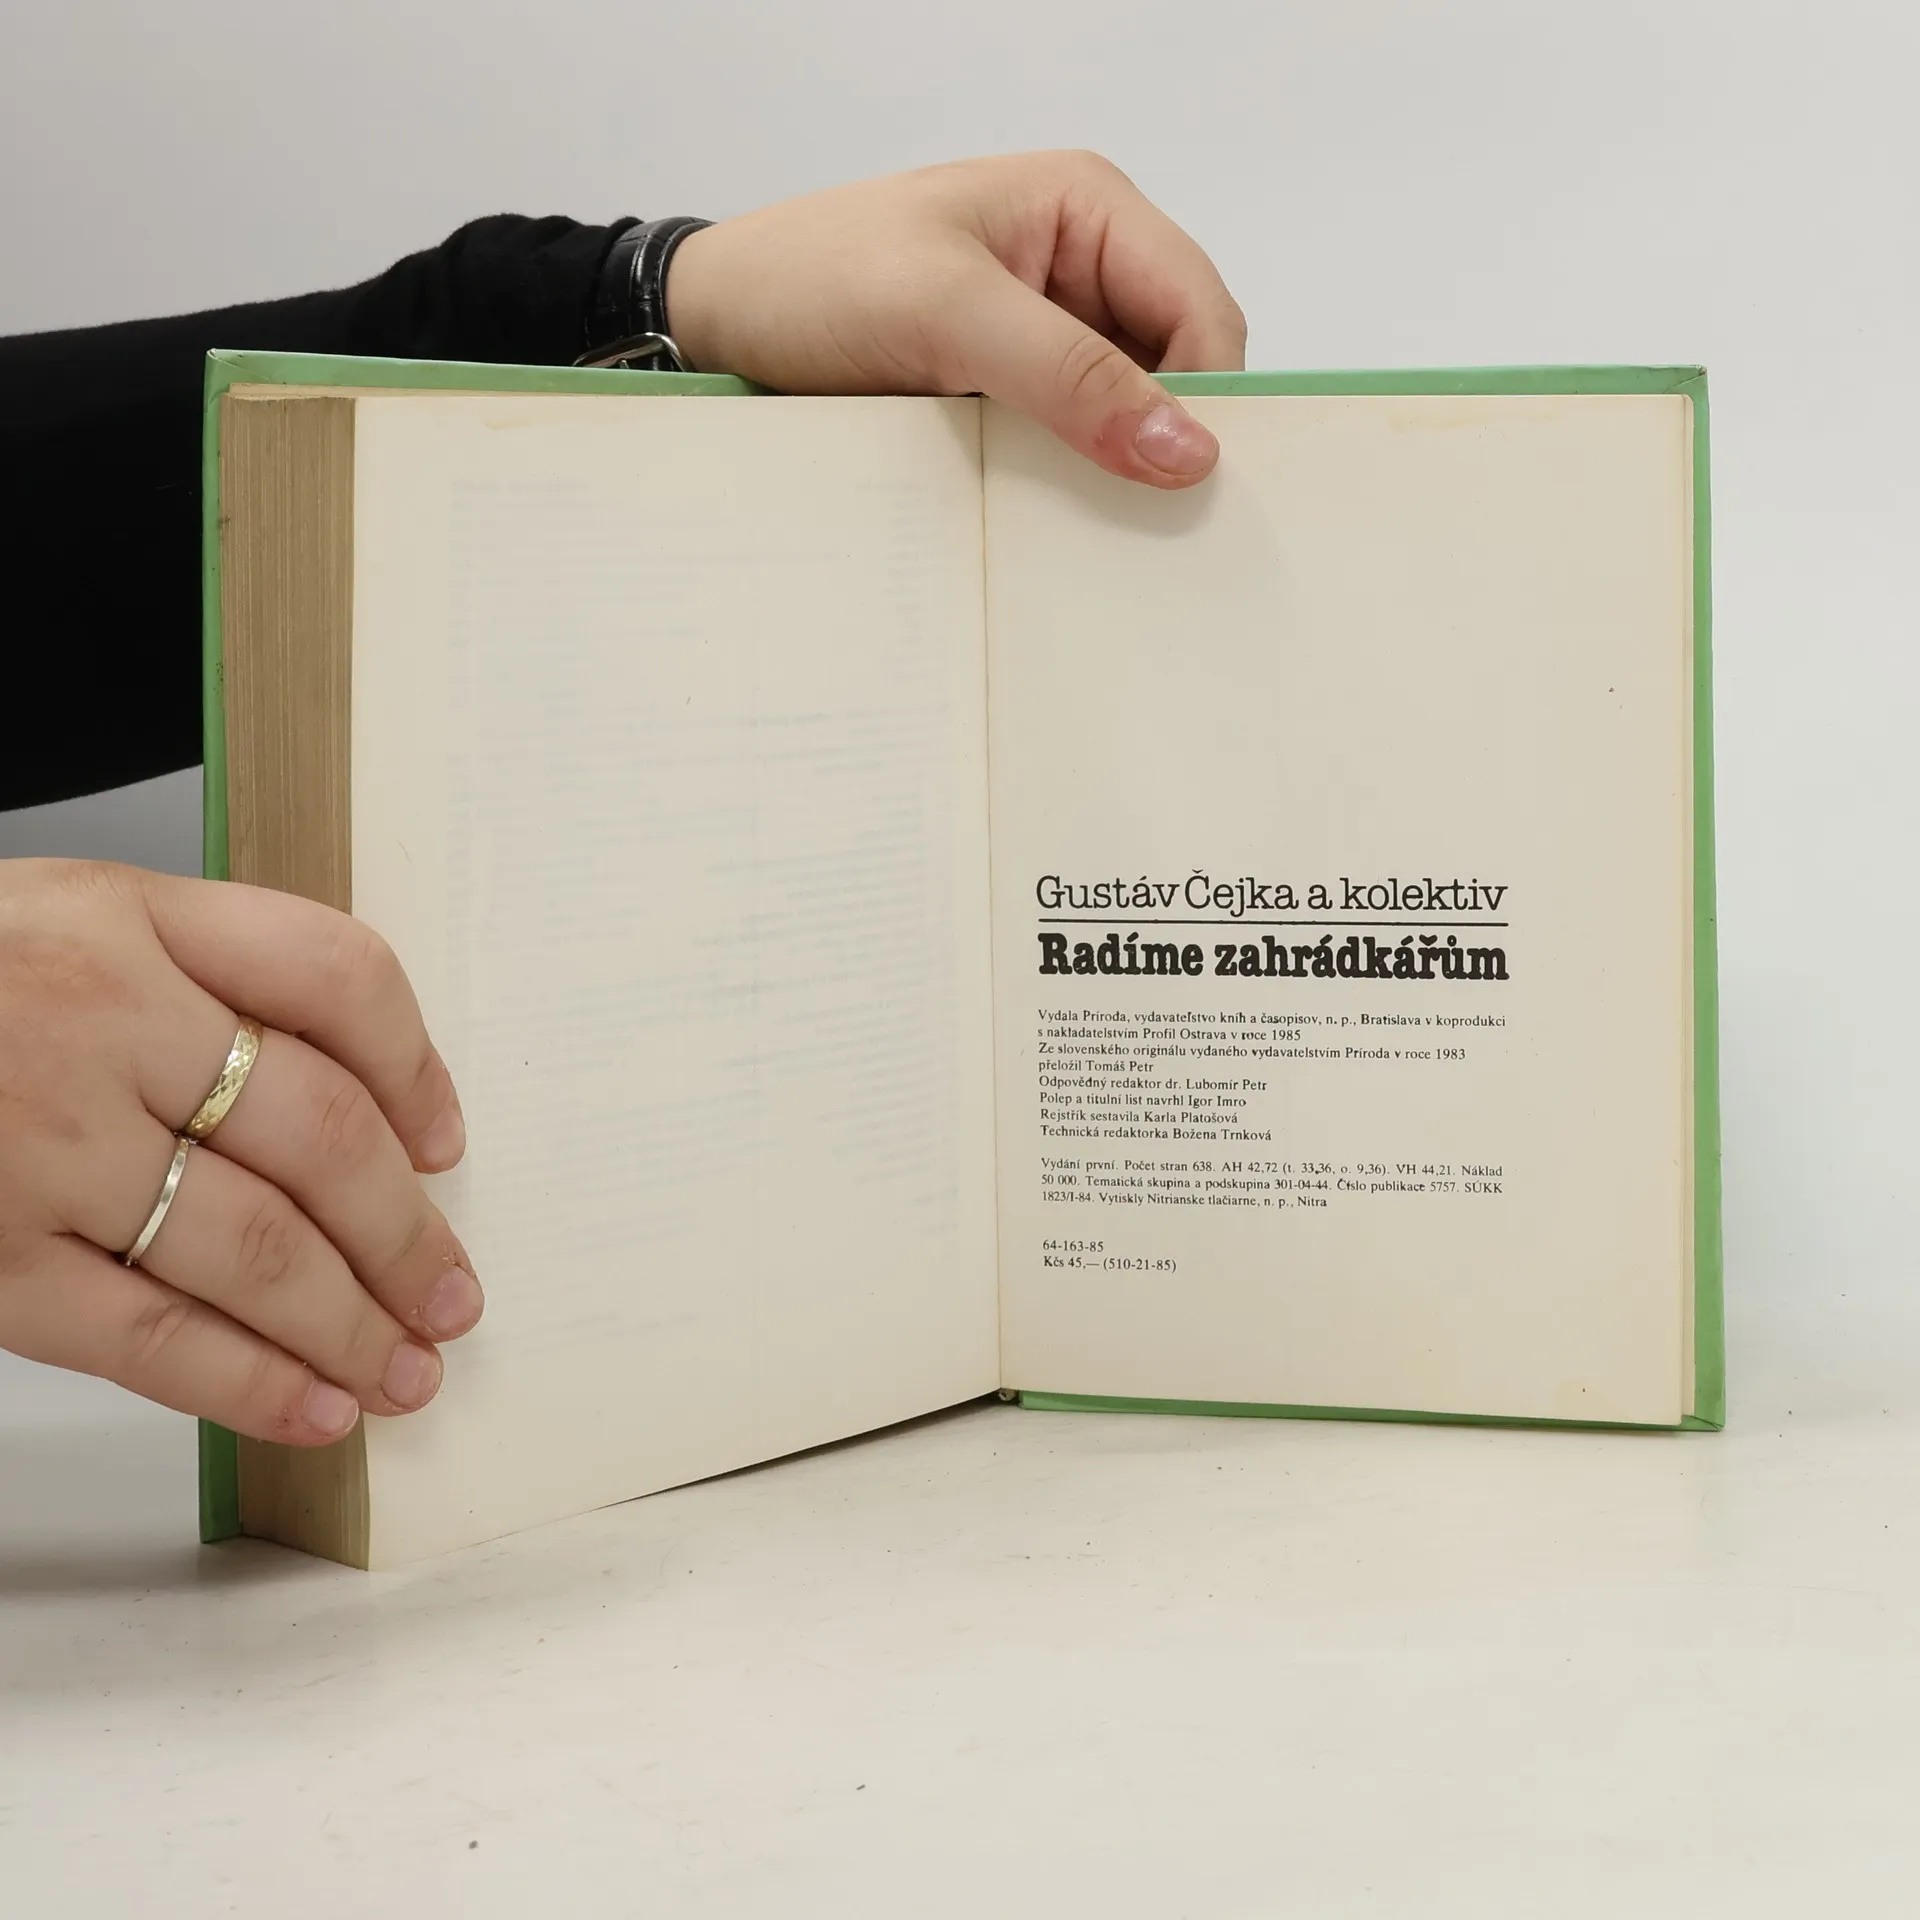 Gustáv Čejka a kolektiv
Radíme zahrádkářům
Vydala Príroda, vydavateľstvo kníh a časopisov, n. p., Bratislava v koprodukci
s nakladatelstvím Profil Ostrava v roce 1985
Ze slovenského originálu vydaného vydavatelstvím Príroda v roce 1983
přeložil Tomáš Petr
Odpovědný redaktor dr. Lubomír Petr
Polep a titulní list navrhl Igor Imro
Rejstřík sestavila Karla Platošová
Technická redaktorka Božena Trnková
Vydání první. Počet stran 638. AH 42,72 (t. 33,36, o. 9,36). VH 44,21. Náklad
50 000. Tematická skupina a podskupina 301-04-44. Číslo publikace 5757. SÚKK
1823/I-84. Vytiskly Nitrianske tlačiarne, n. p., Nitra
64-163-85
Kčs 45,— (510-21-85)